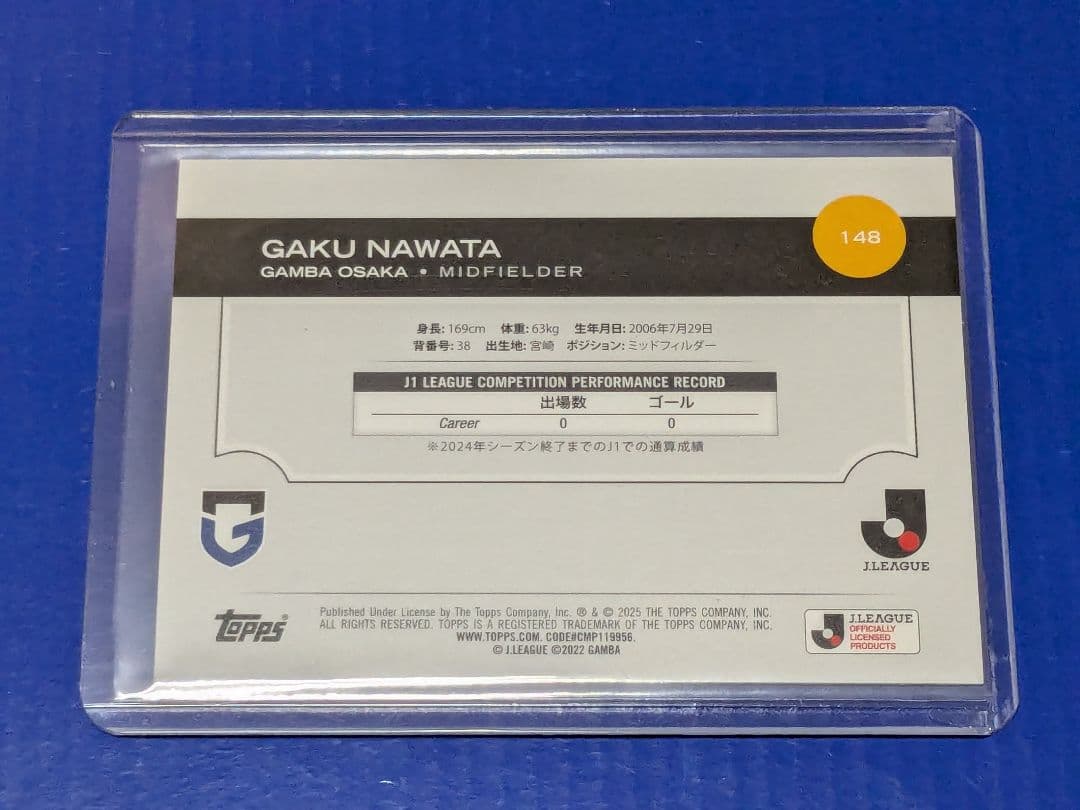 148
GAKU NAWATA
GAMBA OSAKA • MIDFIELDER
身長: 169cm 体重: 63kg 生年月日: 2006年7月29日
背番号: 38 出生地: 宮崎 ポジション: ミッドフィルダー
J1 LEAGUE COMPETITION PERFORMANCE RECORD
出場数 ゴール
Career 0 0
※2024年シーズン終了までのJ1での通算成績
G
J.LEAGUE
Topps®
Published Under License by The Topps Company, Inc. ® & © 2025 THE TOPPS COMPANY, INC.
ALL RIGHTS RESERVED. TOPPS IS A REGISTERED TRADEMARK OF THE TOPPS COMPANY, INC.
WWW.TOPPS.COM. CODE#CMP119956.
© J.LEAGUE ©2022 GAMBA
J.LEAGUE
OFFICIALLY
LICENSED
PRODUCTS